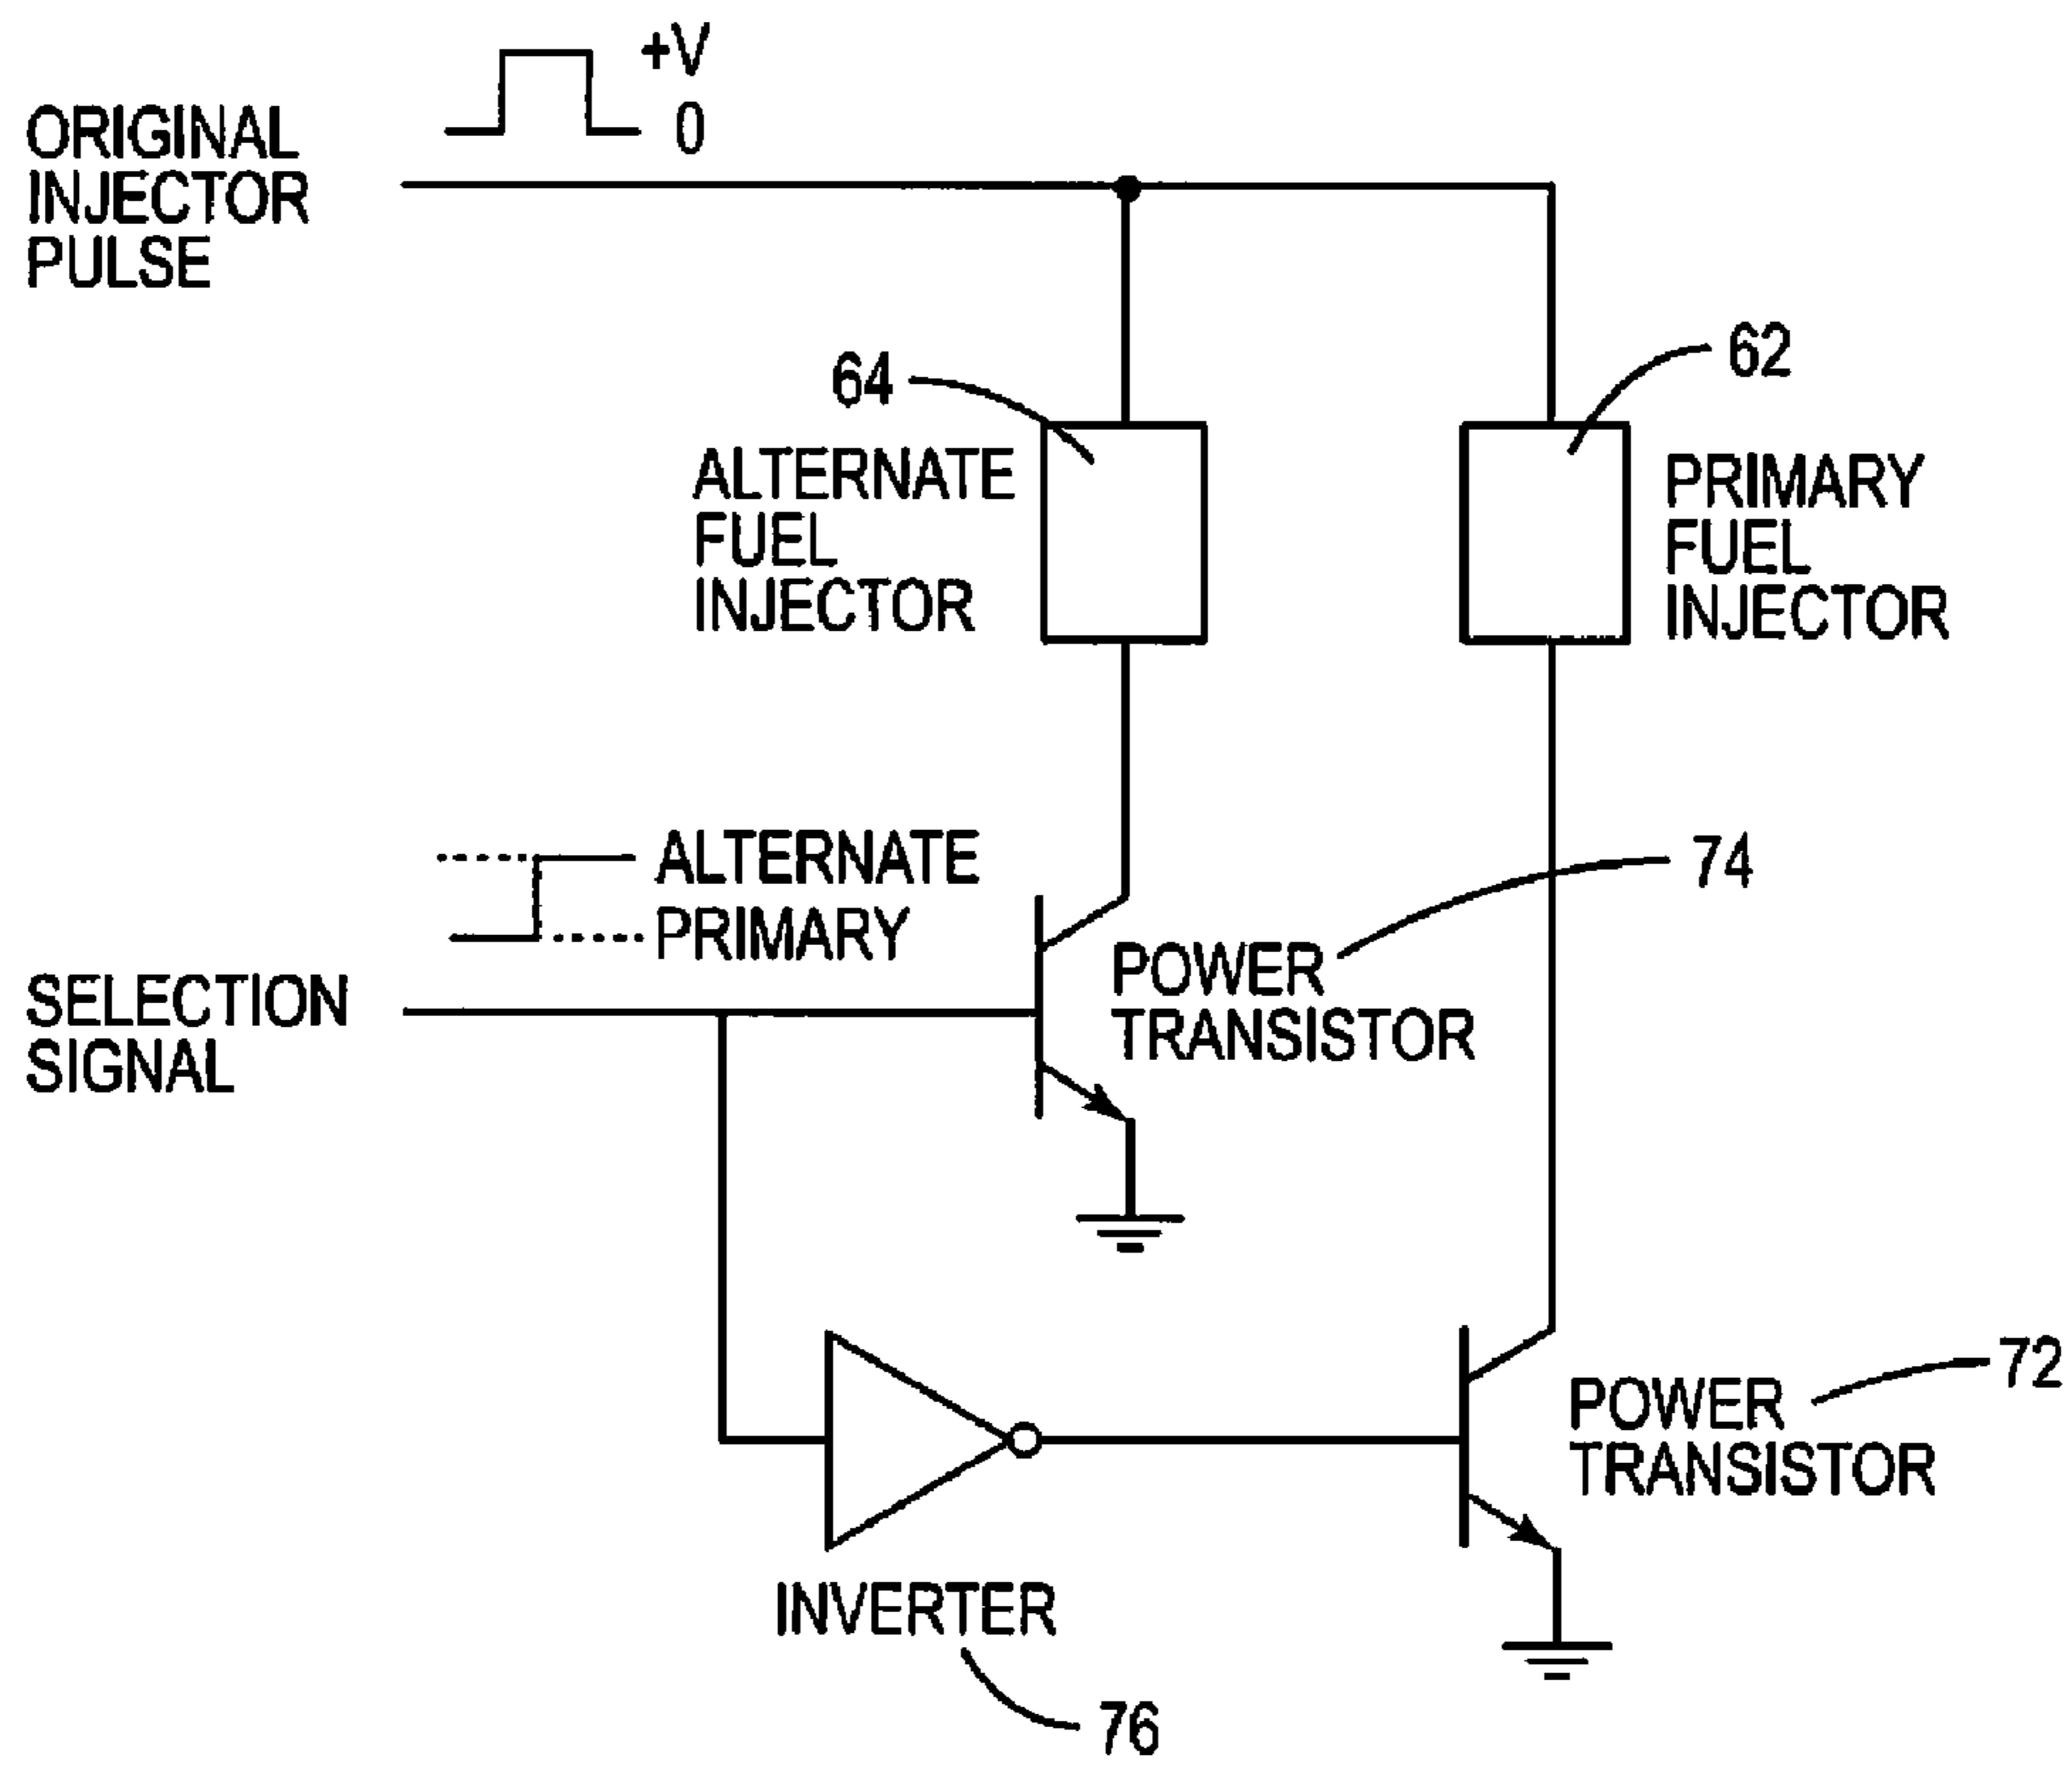 +V
0
ORIGINAL
INJECTOR
PULSE
62
64
ALTERNATE
FUEL
INJECTOR
PRIMARY
FUEL
INJECTOR
ALTERNATE
PRIMARY
74
POWER
TRANSISTOR
SELECTION
SIGNAL
72
POWER
TRANSISTOR
INVERTER
76